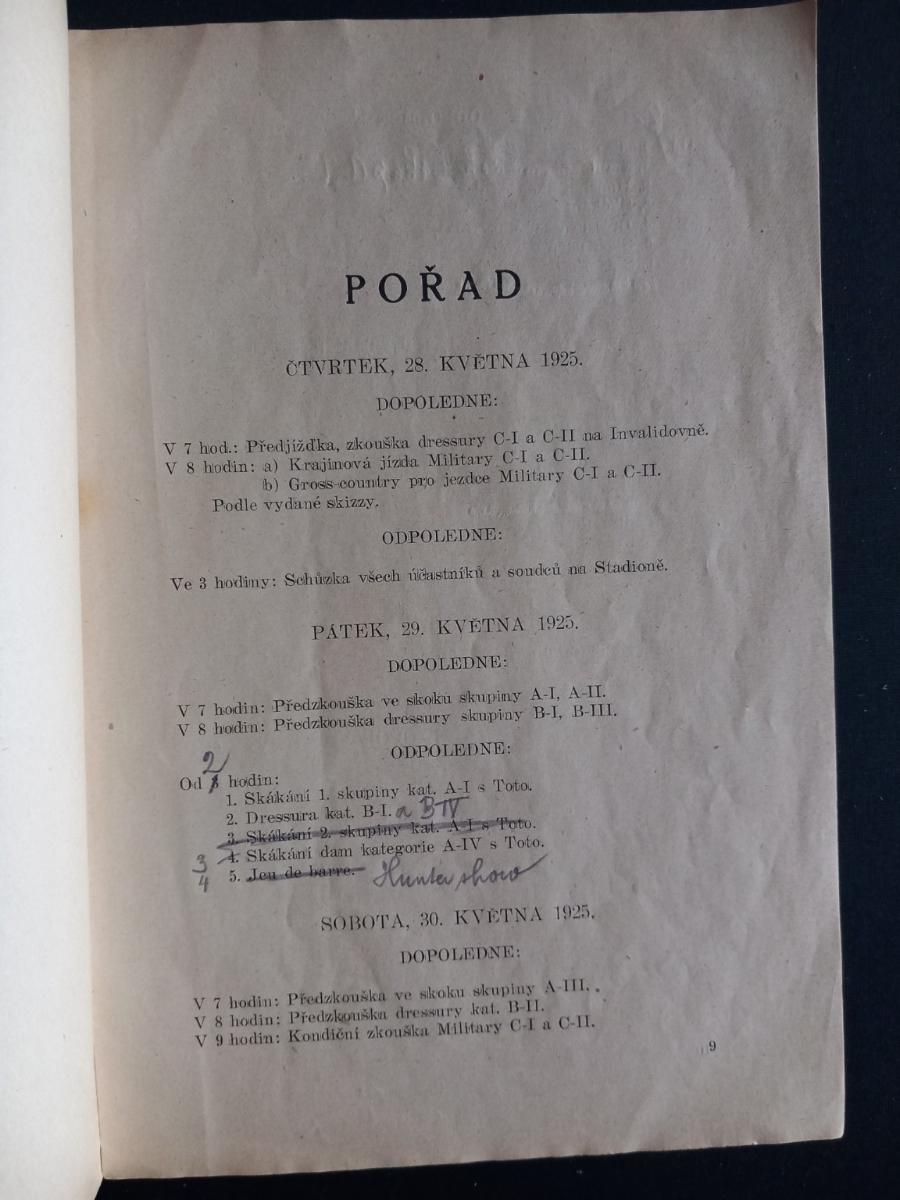 POŘAD
ČTVRTEK, 28. KVĚTNA 1925.
DOPOLEDNE:
V 7 hod.: Předjížďka, zkouška dressury C-I a C-II na Invalidovně.
V 8 hodin: a) Krajinová jízda Military C-I a C-II.
b) Gross-country pro jezdce Military C-I a C-II.
Podle vydané skizzy.
ODPOLEDNE:
Ve 3 hodiny: Schůzka všech účastníků a soudců na Stadioně.
PÁTEK, 29. KVĚTNA 1925.
DOPOLEDNE:
V 7 hodin: Předzkouška ve skoku skupiny A-I, A-II.
V 8 hodin: Předzkouška dressury skupiny B-I, B-III.
ODPOLEDNE:
Od 2 hodin:
1. Skákání 1. skupiny kat. A-I s Toto.
2. Dressura kat. B-I. a B IV
3. Skákání 2. skupiny kat. A-I s Toto.
3 4. Skákání dam kategorie A-IV s Toto.
4 5. Jeu de barre. Hunter show
SOBOTA, 30. KVĚTNA 1925.
DOPOLEDNE:
V 7 hodin: Předzkouška ve skoku skupiny A-III.
V 8 hodin: Předzkouška dressury kat. B-II.
V 9 hodin: Kondiční zkouška Military C-I a C-II.
9